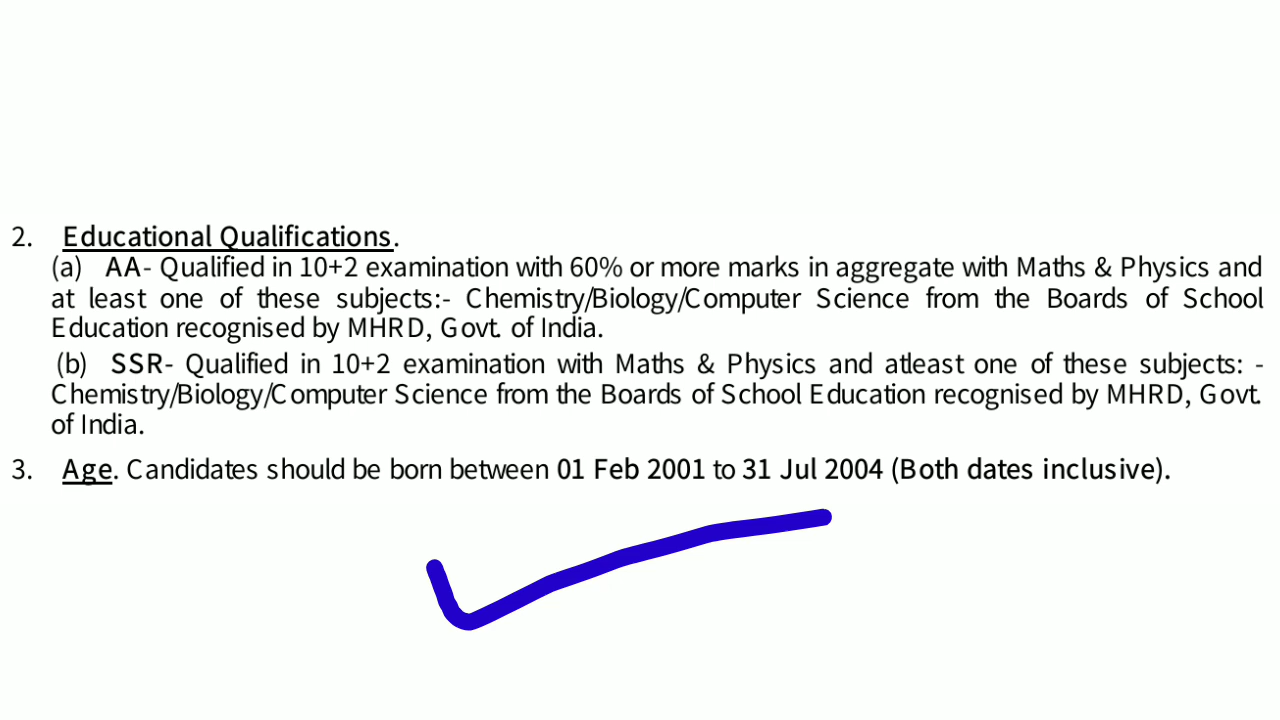 2. Educational Qualifications.
(a) AA- Qualified in 10+2 examination with 60% or more marks in aggregate with Maths & Physics and
at least one of these subjects:- Chemistry/Biology/Computer Science from the Boards of School
Education recognised by MHRD, Govt. of India.
(b) SSR- Qualified in 10+2 examination with Maths & Physics and atleast one of these subjects: -
Chemistry/Biology/Computer Science from the Boards of School Education recognised by MHRD, Govt.
of India.
3. Age. Candidates should be born between 01 Feb 2001 to 31 Jul 2004 (Both dates inclusive).